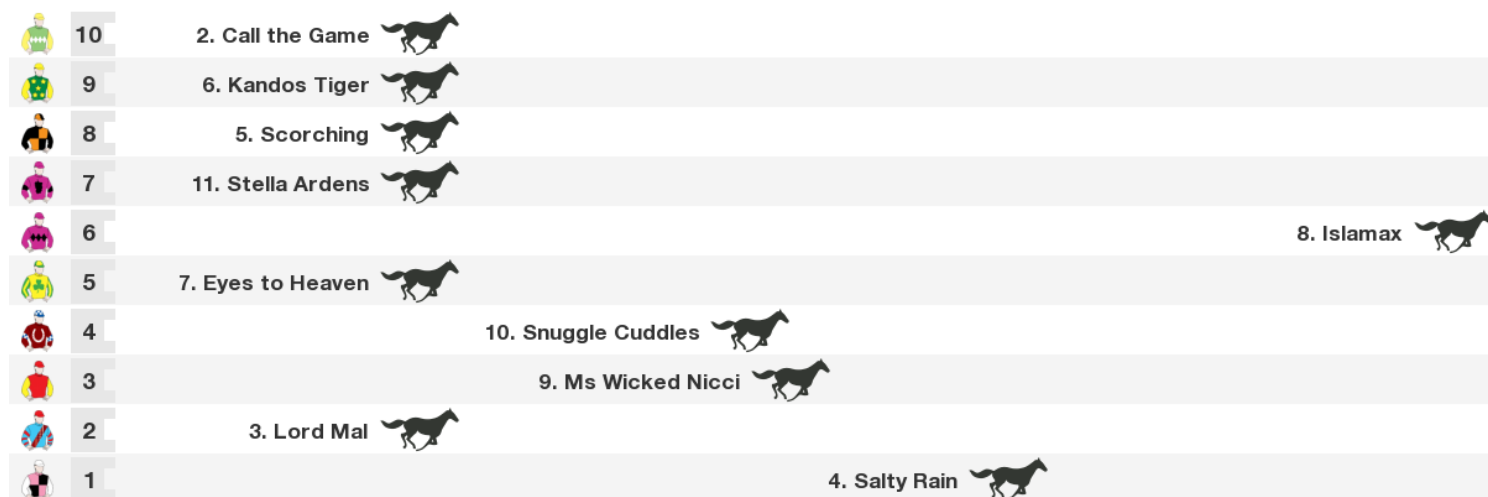 10 2. Call the Game
9 6. Kandos Tiger
8 5. Scorching
7 11. Stella Ardens
6 8. Islamax
5 7. Eyes to Heaven
4 10. Snuggle Cuddles
3 9. Ms Wicked Nicci
2 3. Lord Mal
1 4. Salty Rain